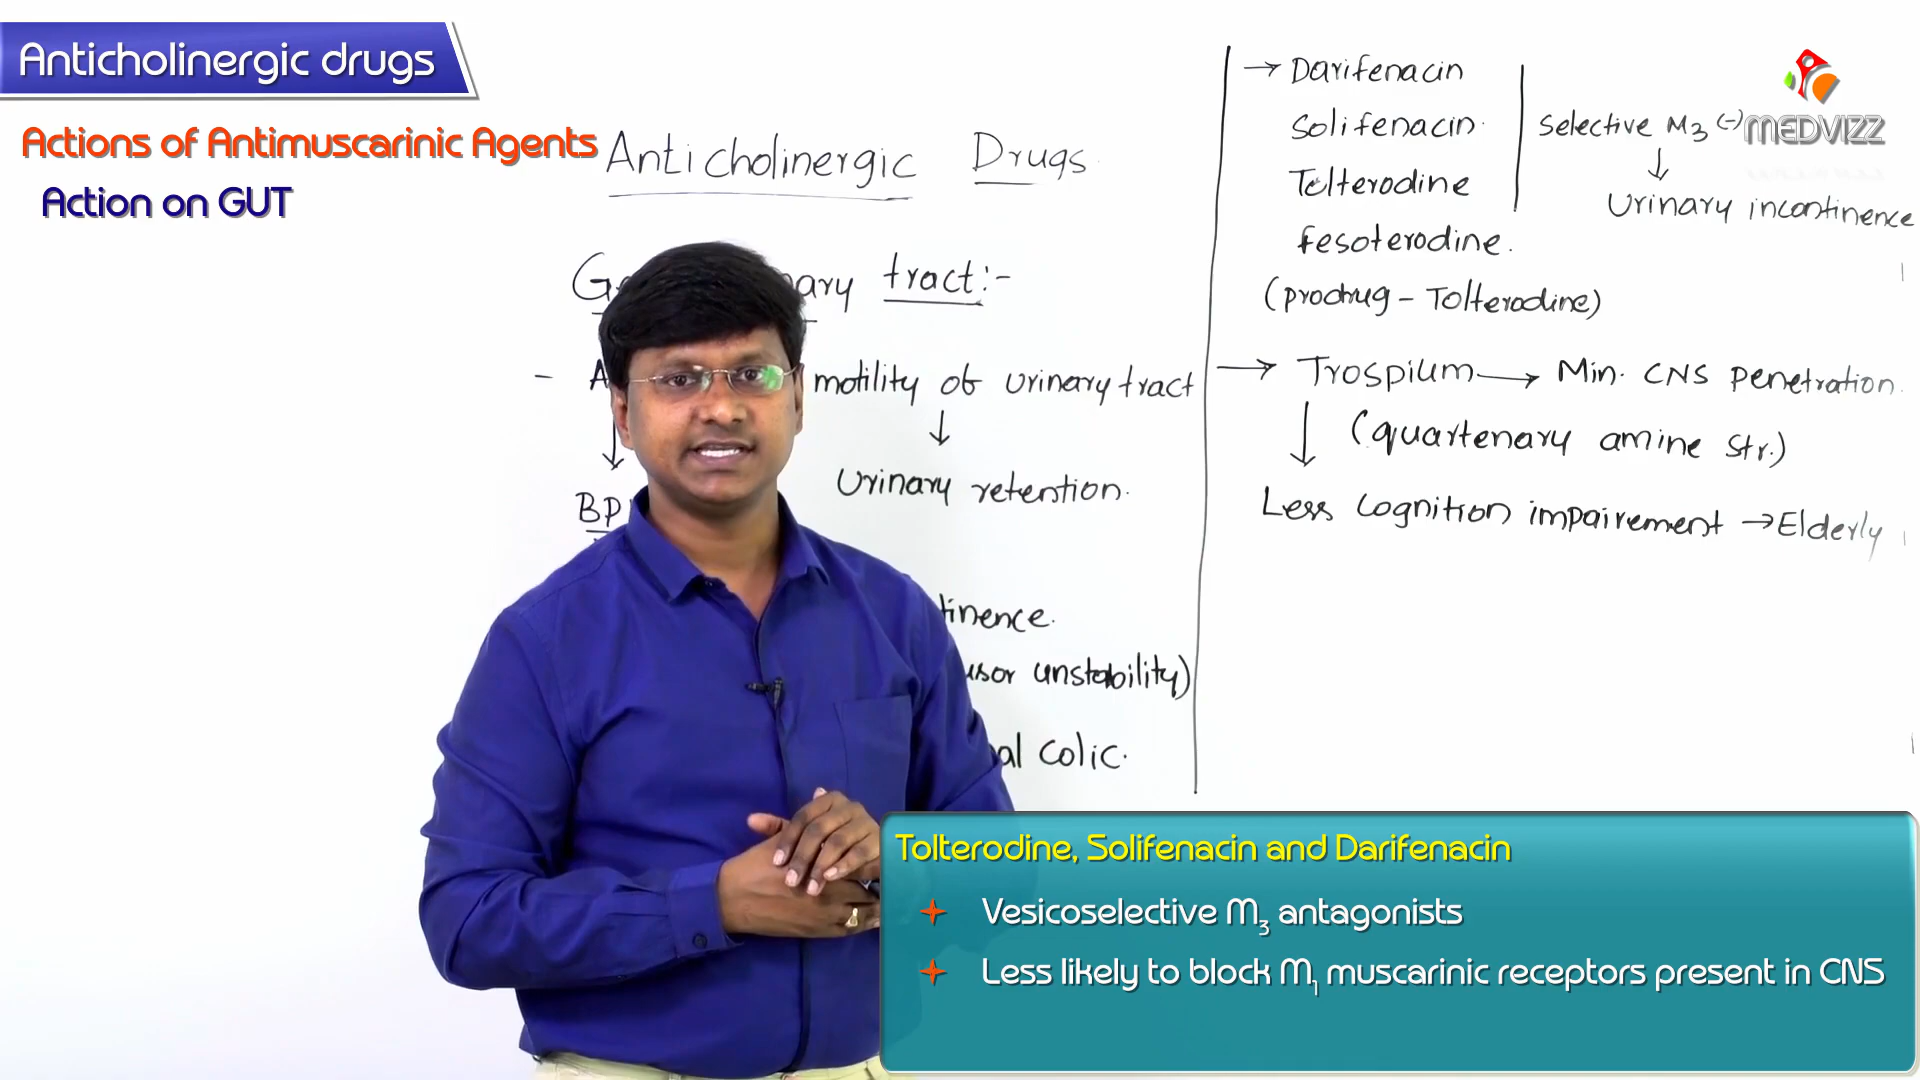 Anticholinergic drugs
Actions of Antimuscarinic Agents
Action on GUT
MEDVIZZ
Anticholinergic Drugs
tract:-
motility of urinary tract
↓
Urinary retention.
BP
colic.
unstability)
→ Darifenacin
Solifenacin
Tolterodine
Fesoterodine.
(prodrug - Tolterodine)
Selective M3 (-)
↓
Urinary incontinence
→ Trospium → Min. CNS penetration.
↓ (quartenary amine str.)
Less cognition impairement → Elderly
Tolterodine, Solifenacin and Darifenacin
Vesicoselective M3 antagonists
Less likely to block M1 muscarinic receptors present in CNS